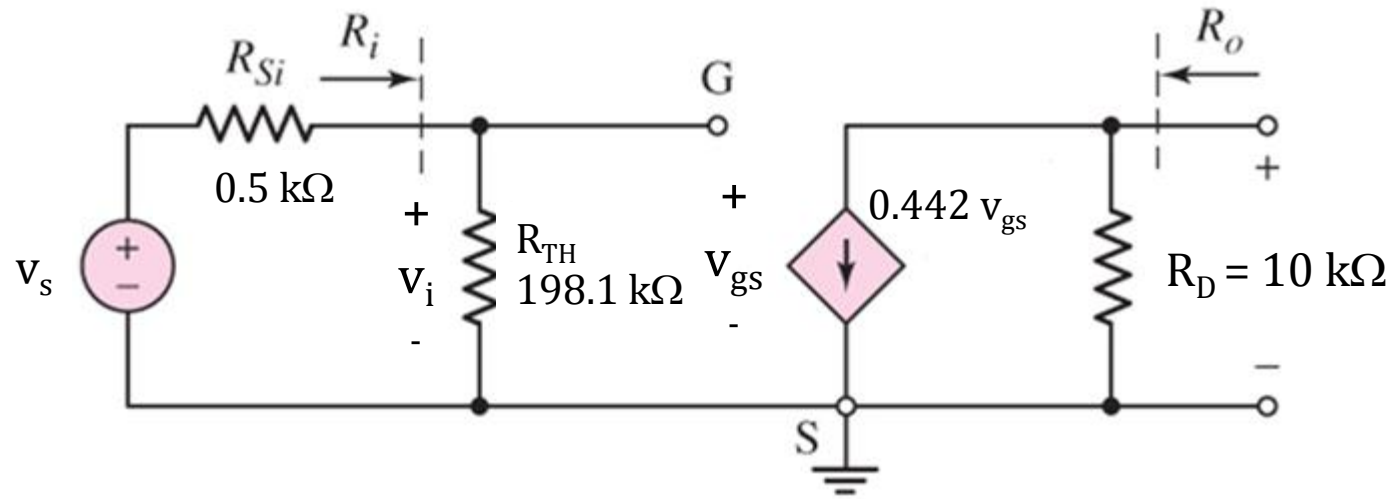 R_Si
R_i
G
R_o
0.5 kΩ
+
-
v_s
+
v_i
-
R_TH
198.1 kΩ
+
v_gs
-
0.442 v_gs
+
R_D = 10 kΩ
−
S